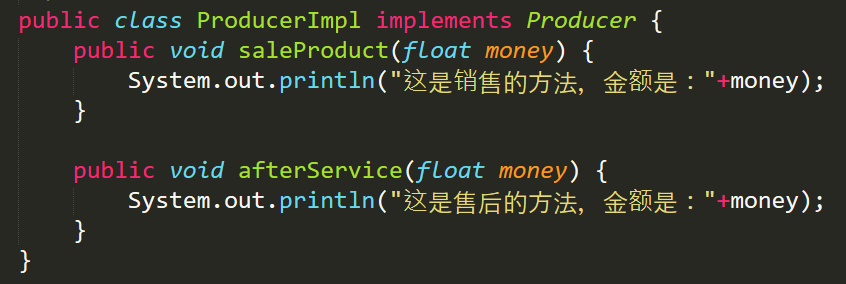 public class ProducerImpl implements Producer {
    public void saleProduct(float money) {
        System.out.println("这是销售的方法，金额是："+money);
    }

    public void afterService(float money) {
        System.out.println("这是售后的方法，金额是："+money);
    }
}